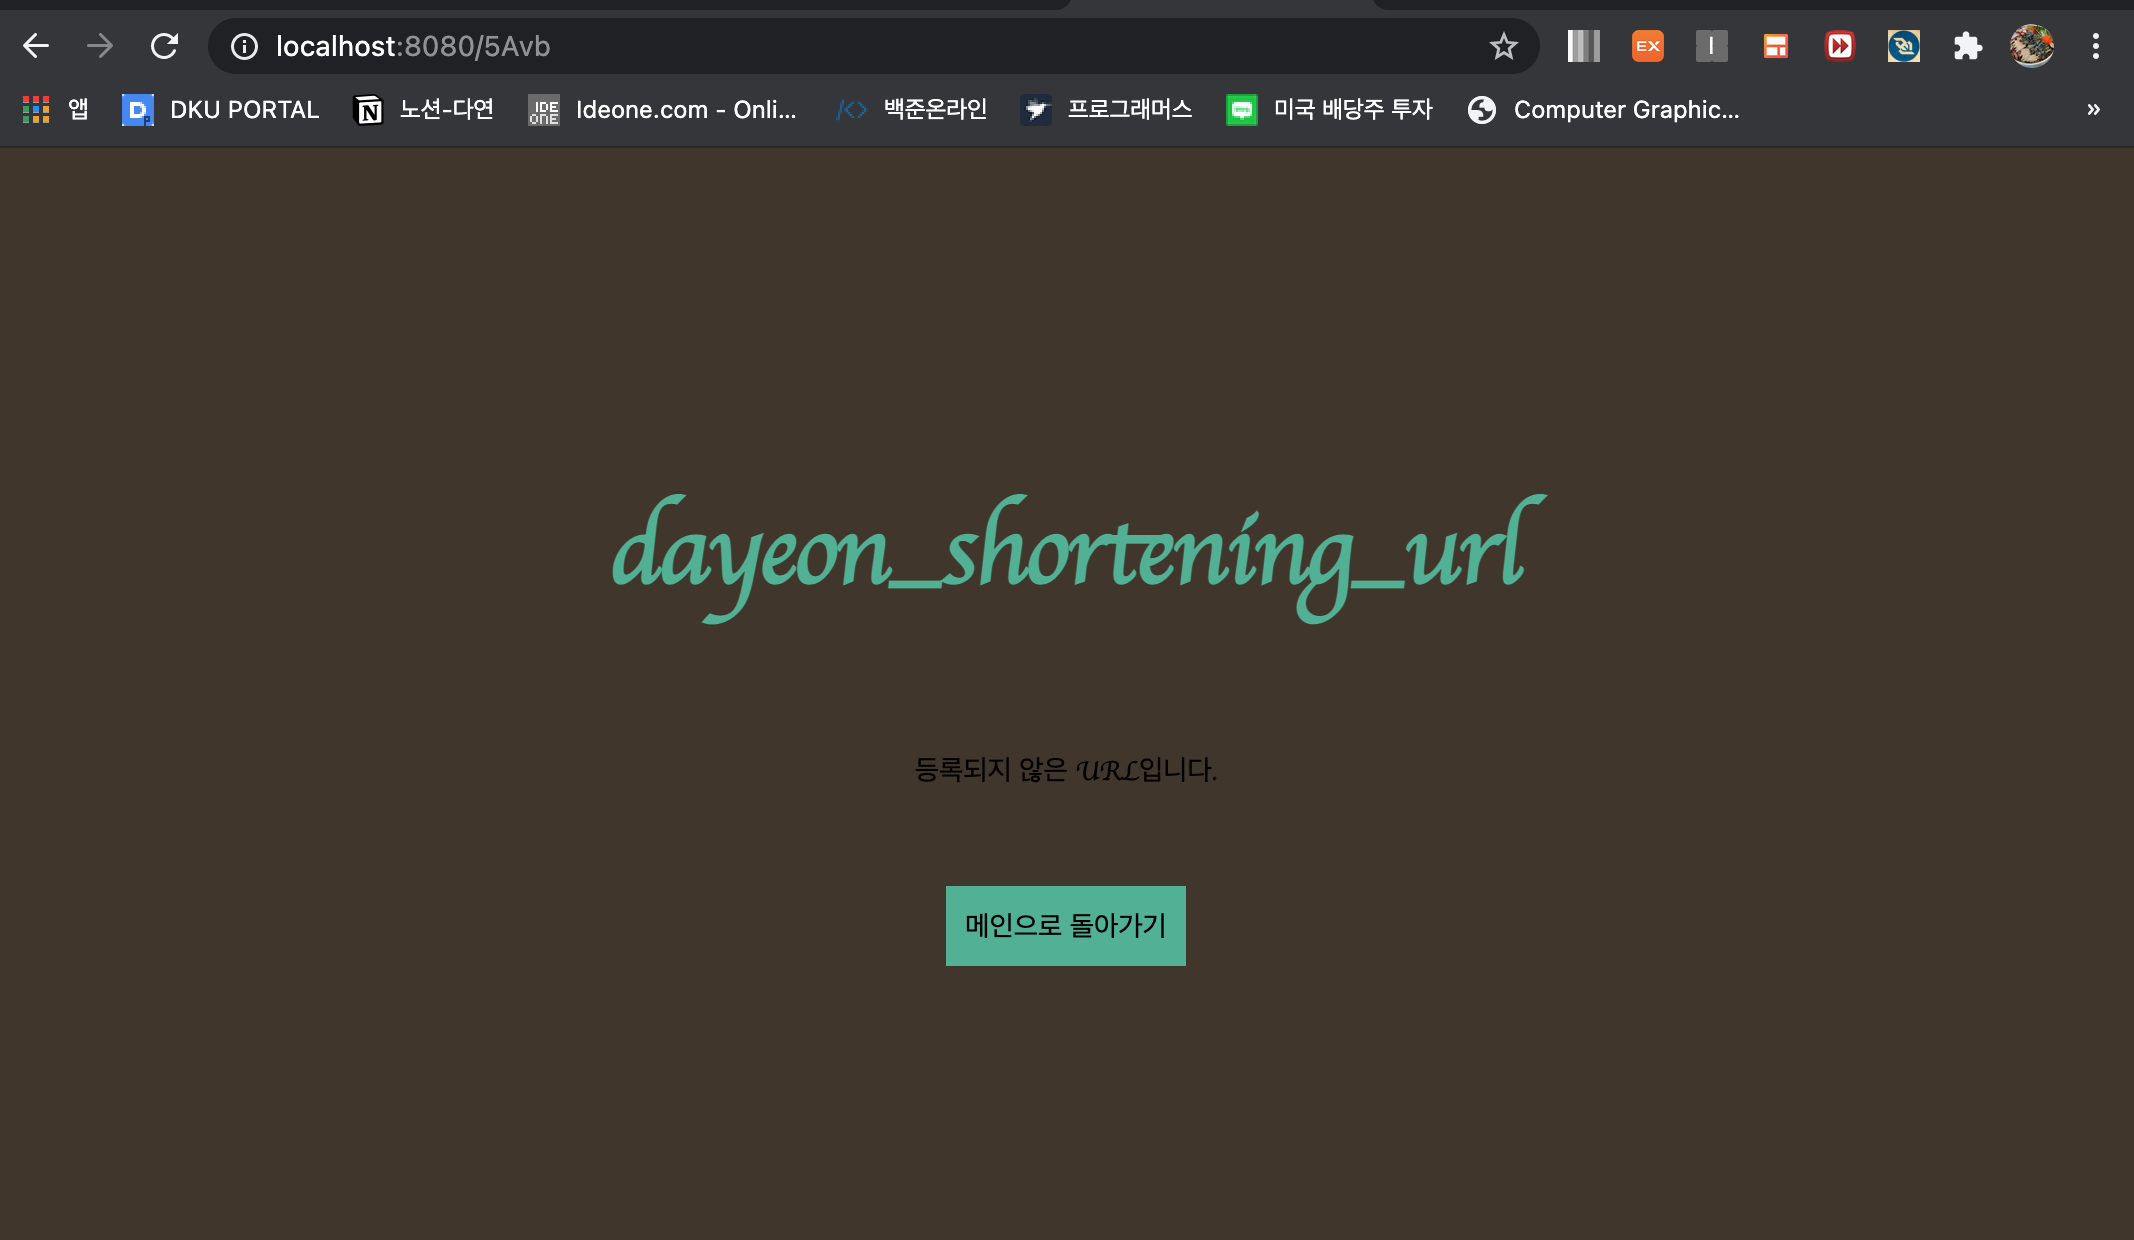 localhost:8080/5Avb
EX
앱 DKU PORTAL 노션-다연 Ideone.com - Onli... 백준온라인 프로그래머스 미국 배당주 투자 Computer Graphic... »
dayeon_shortening_url
등록되지 않은 URL입니다.
메인으로 돌아가기